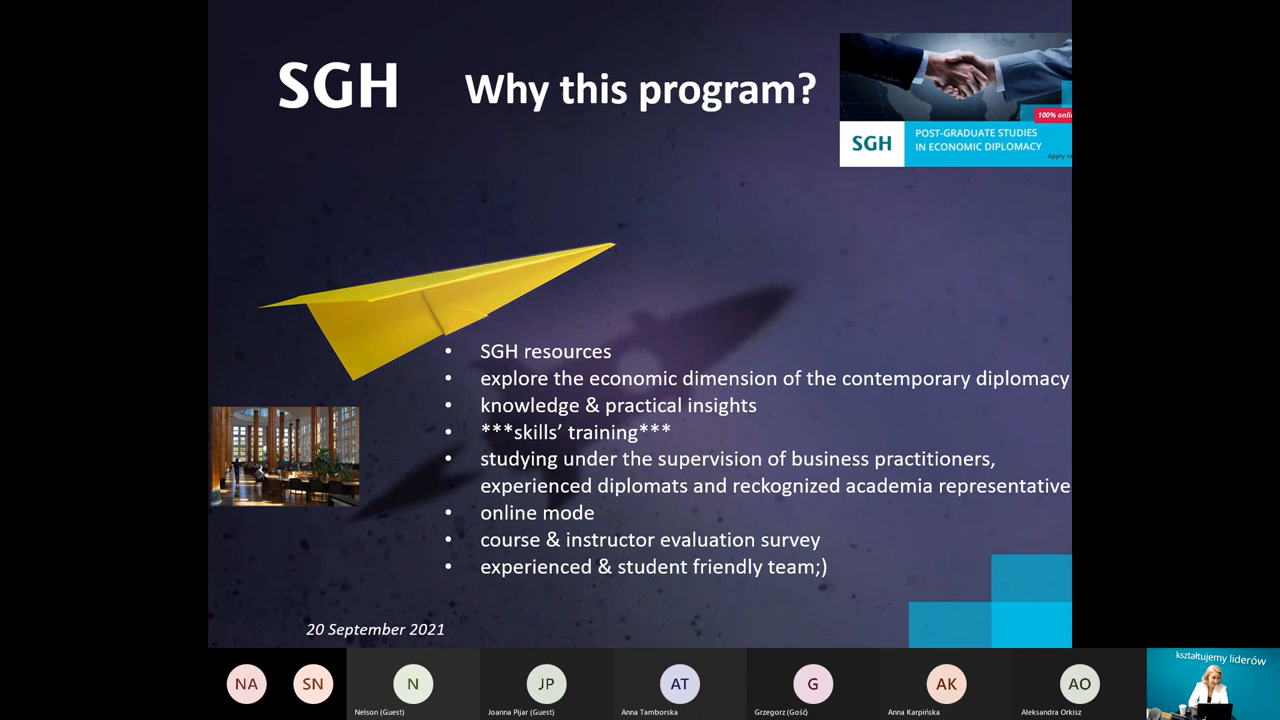 SGH
Why this program?
100% onli
SGH
POST-GRADUATE STUDIES
IN ECONOMIC DIPLOMACY
Apply n
• SGH resources
• explore the economic dimension of the contemporary diplomacy
• knowledge & practical insights
• ***skills' training***
• studying under the supervision of business practitioners,
experienced diplomats and reckognized academia representative
• online mode
• course & instructor evaluation survey
• experienced & student friendly team;)
20 September 2021
NA
SN
N
JP
AT
G
AK
AO
Nelson (Guest)
Joanna Pijar (Guest)
Anna Tamborska
Grzegorz (Gość)
Anna Karpińska
Aleksandra Orkisz
kształtujemy liderów